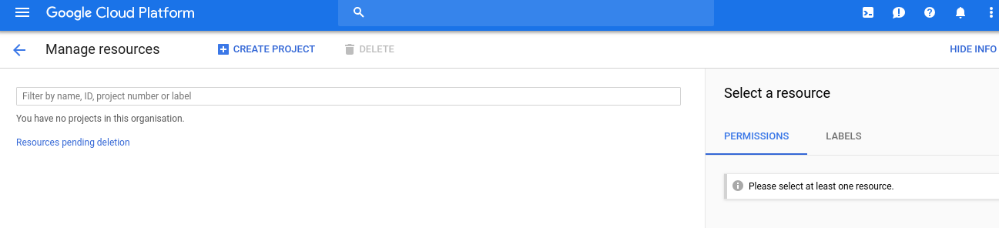 Google Cloud Platform
Manage resources
CREATE PROJECT
DELETE
HIDE INFO
Filter by name, ID, project number or label
You have no projects in this organisation.
Resources pending deletion
Select a resource
PERMISSIONS
LABELS
Please select at least one resource.